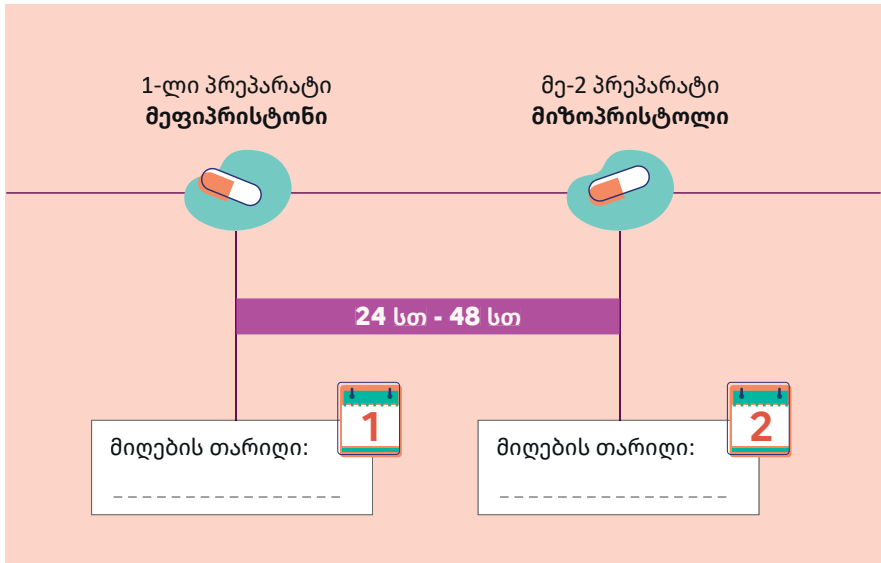 1-ლი პრეპარატი
მეფიპრისტონი
მე-2 პრეპარატი
მიზოპრისტოლი
24 სთ - 48 სთ
1
მიღების თარიღი:
2
მიღების თარიღი: